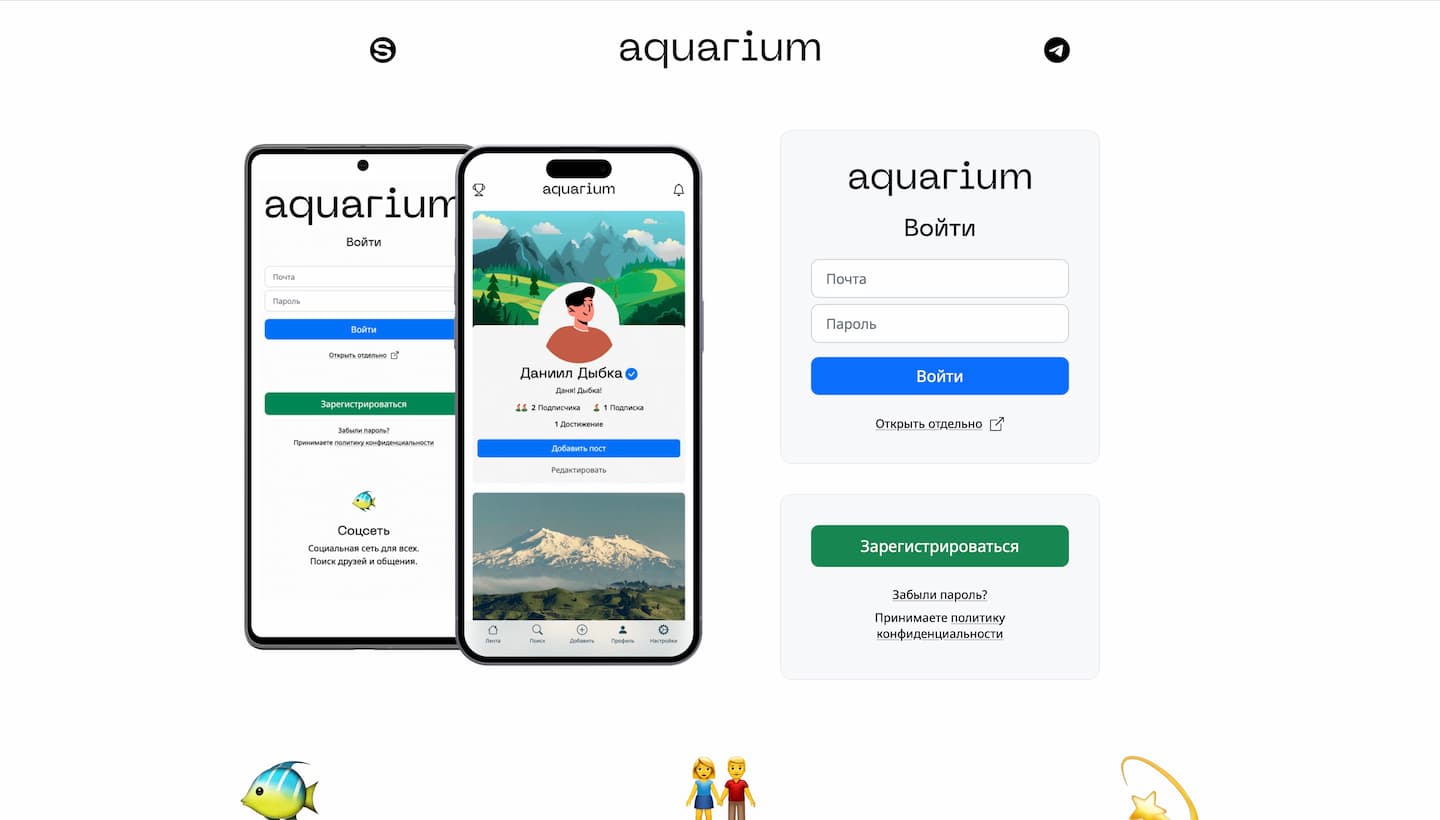 aquarium
aquarium
Войти
Почта
Пароль
Войти
Открыть отдельно
Зарегистрироваться
Забыли пароль?
Принимаете политику конфиденциальности
Соцсеть
Социальная сеть для всех.
Поиск друзей и общения.
aquarium
Даниил Дыбка
Даня! Дыбка!
2 Подписчика 1 Подписка
1 Достижение
Добавить пост
Редактировать
Лента Поиск Добавить Профиль Настройки
aquarium
Войти
Почта
Пароль
Войти
Открыть отдельно
Зарегистрироваться
Забыли пароль?
Принимаете политику
конфиденциальности